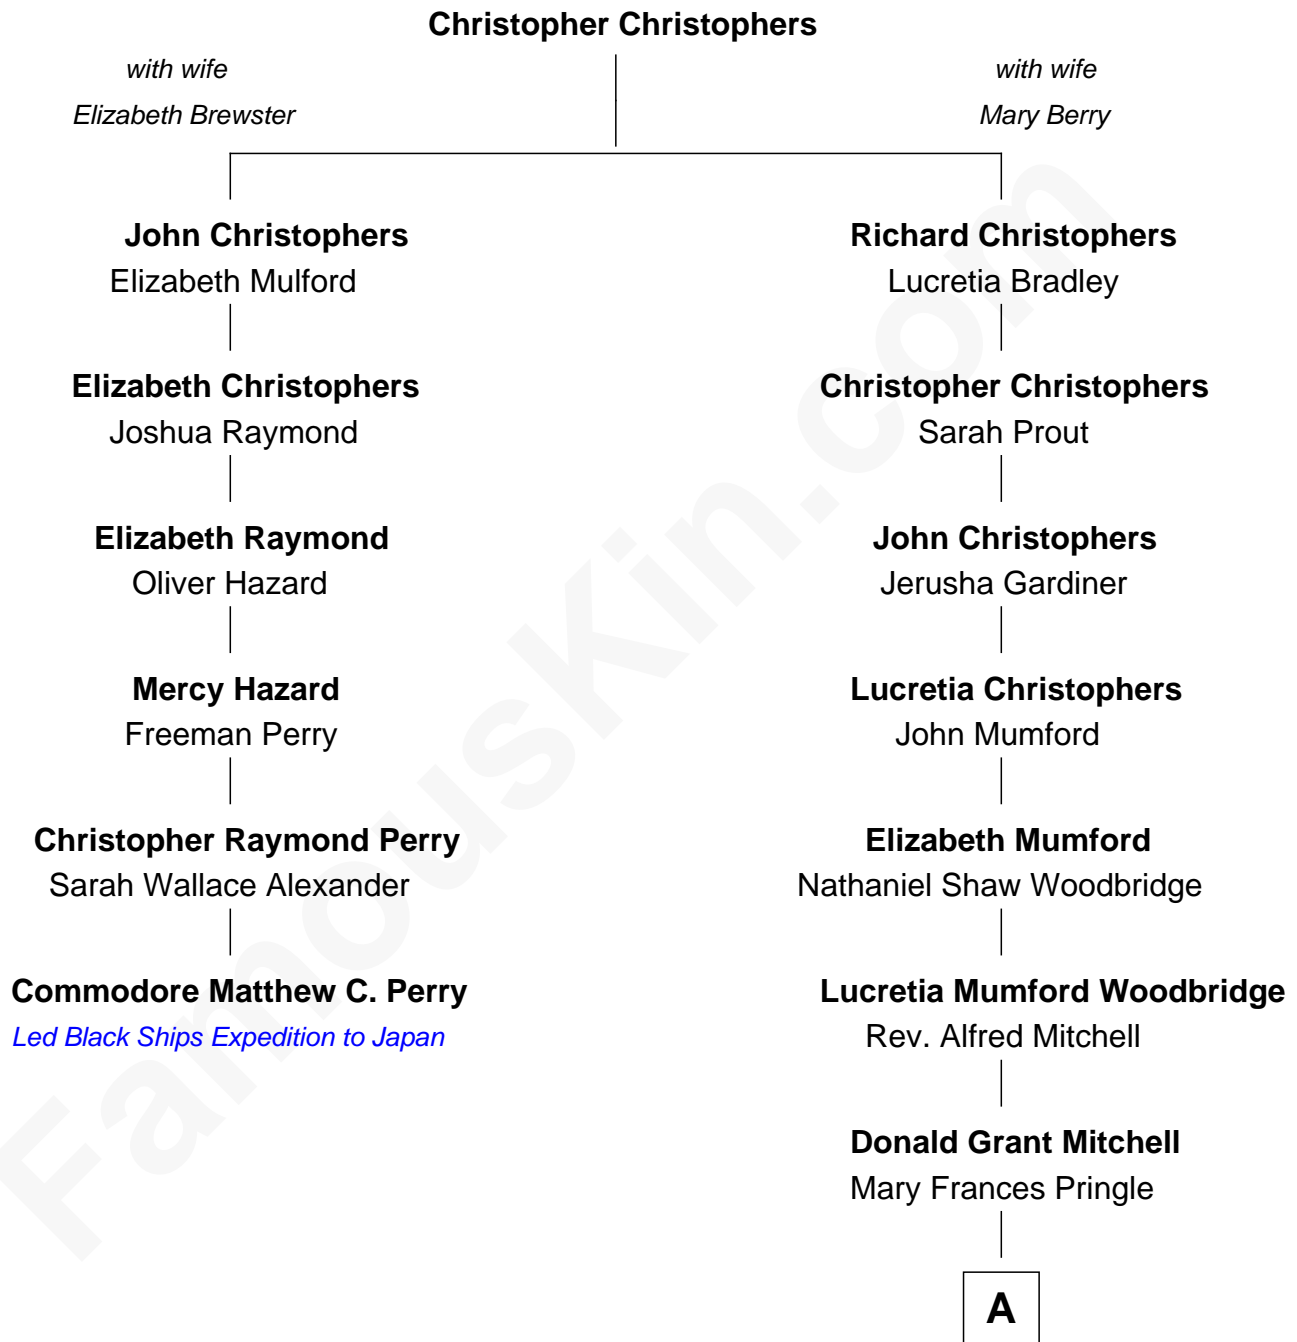 Christopher Christophers
with wife
Elizabeth Brewster
with wife
Mary Berry
John Christophers
Elizabeth Mulford
Richard Christophers
Lucretia Bradley
Elizabeth Christophers
Joshua Raymond
Christopher Christophers
Sarah Prout
Elizabeth Raymond
Oliver Hazard
John Christophers
Jerusha Gardiner
Mercy Hazard
Freeman Perry
Lucretia Christophers
John Mumford
Christopher Raymond Perry
Sarah Wallace Alexander
Elizabeth Mumford
Nathaniel Shaw Woodbridge
Commodore Matthew C. Perry
Led Black Ships Expedition to Japan
Lucretia Mumford Woodbridge
Rev. Alfred Mitchell
Donald Grant Mitchell
Mary Frances Pringle
A
FamousKin.com